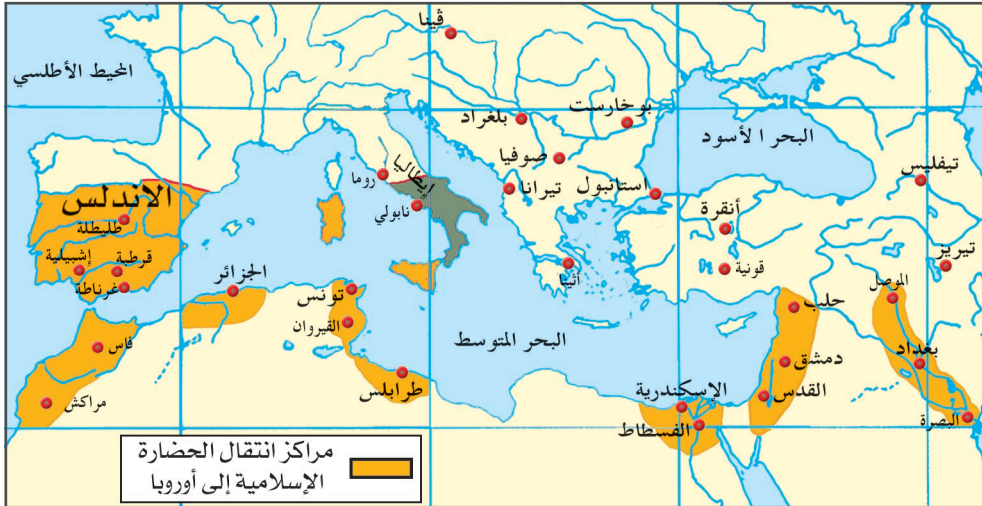 ڤينا
المحيط الأطلسي
بوخارست
بلغراد
البحر الأسود
صوفيا
تيفليس
إيطاليا
روما
تيرانا
استانبول
الاندلس
نابولي
أنقرة
طليطلة
تبريز
قرطبة
إشبيلية
أثينا
قونية
الموصل
الجزائر
غرناطة
تونس
حلب
القيروان
البحر المتوسط
فاس
بغداد
دمشق
طرابلس
الإسكندرية
القدس
مراكش
البصرة
الفسطاط
مراكز انتقال الحضارة
الإسلامية إلى أوروبا